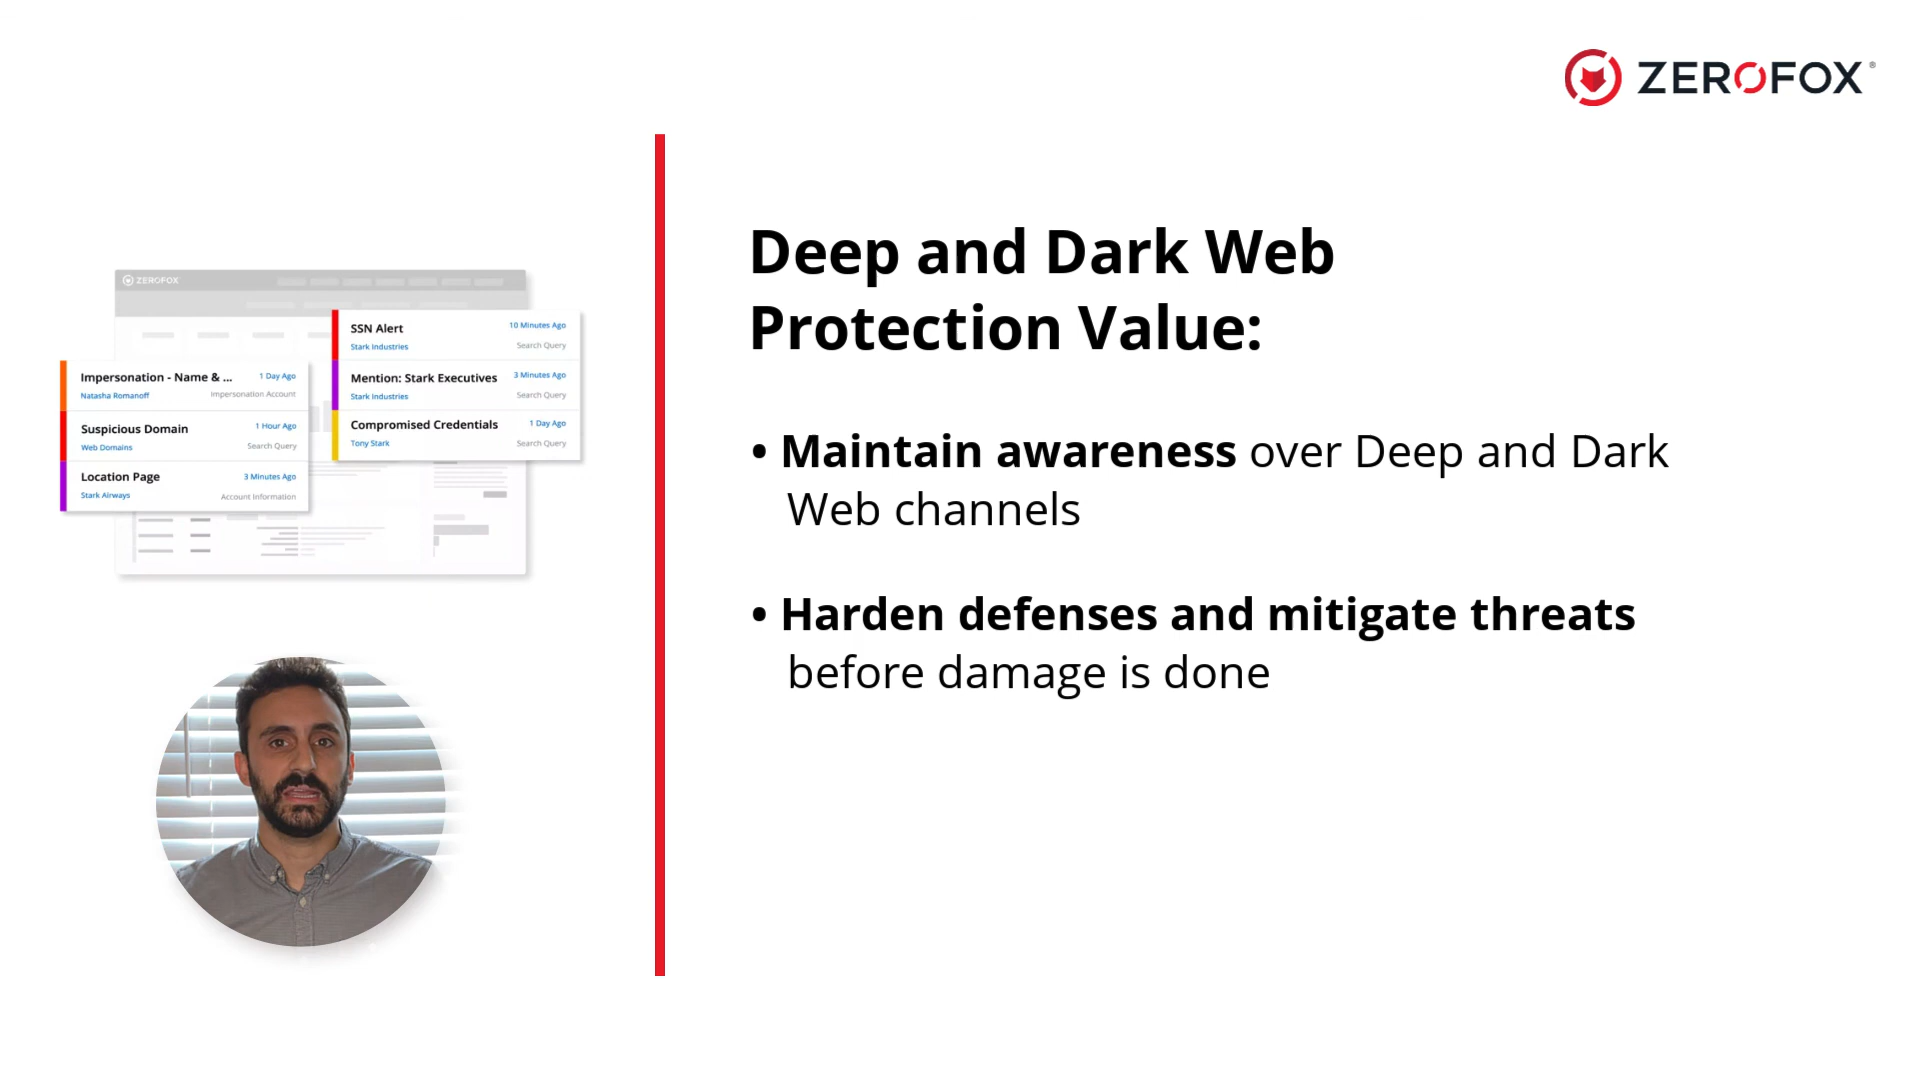 ZEROFOX®
ZEROFOX
SSN Alert
10 Minutes Ago
Stark Industries
Search Query
Mention: Stark Executives
3 Minutes Ago
Stark Industries
Search Query
Compromised Credentials
1 Day Ago
Tony Stark
Search Query
Impersonation - Name & ...
1 Day Ago
Natasha Romanoff
Impersonation Account
Suspicious Domain
1 Hour Ago
Web Domains
Search Query
Location Page
3 Minutes Ago
Stark Airways
Account Information
Deep and Dark Web
Protection Value:
• Maintain awareness over Deep and Dark
Web channels
• Harden defenses and mitigate threats
before damage is done